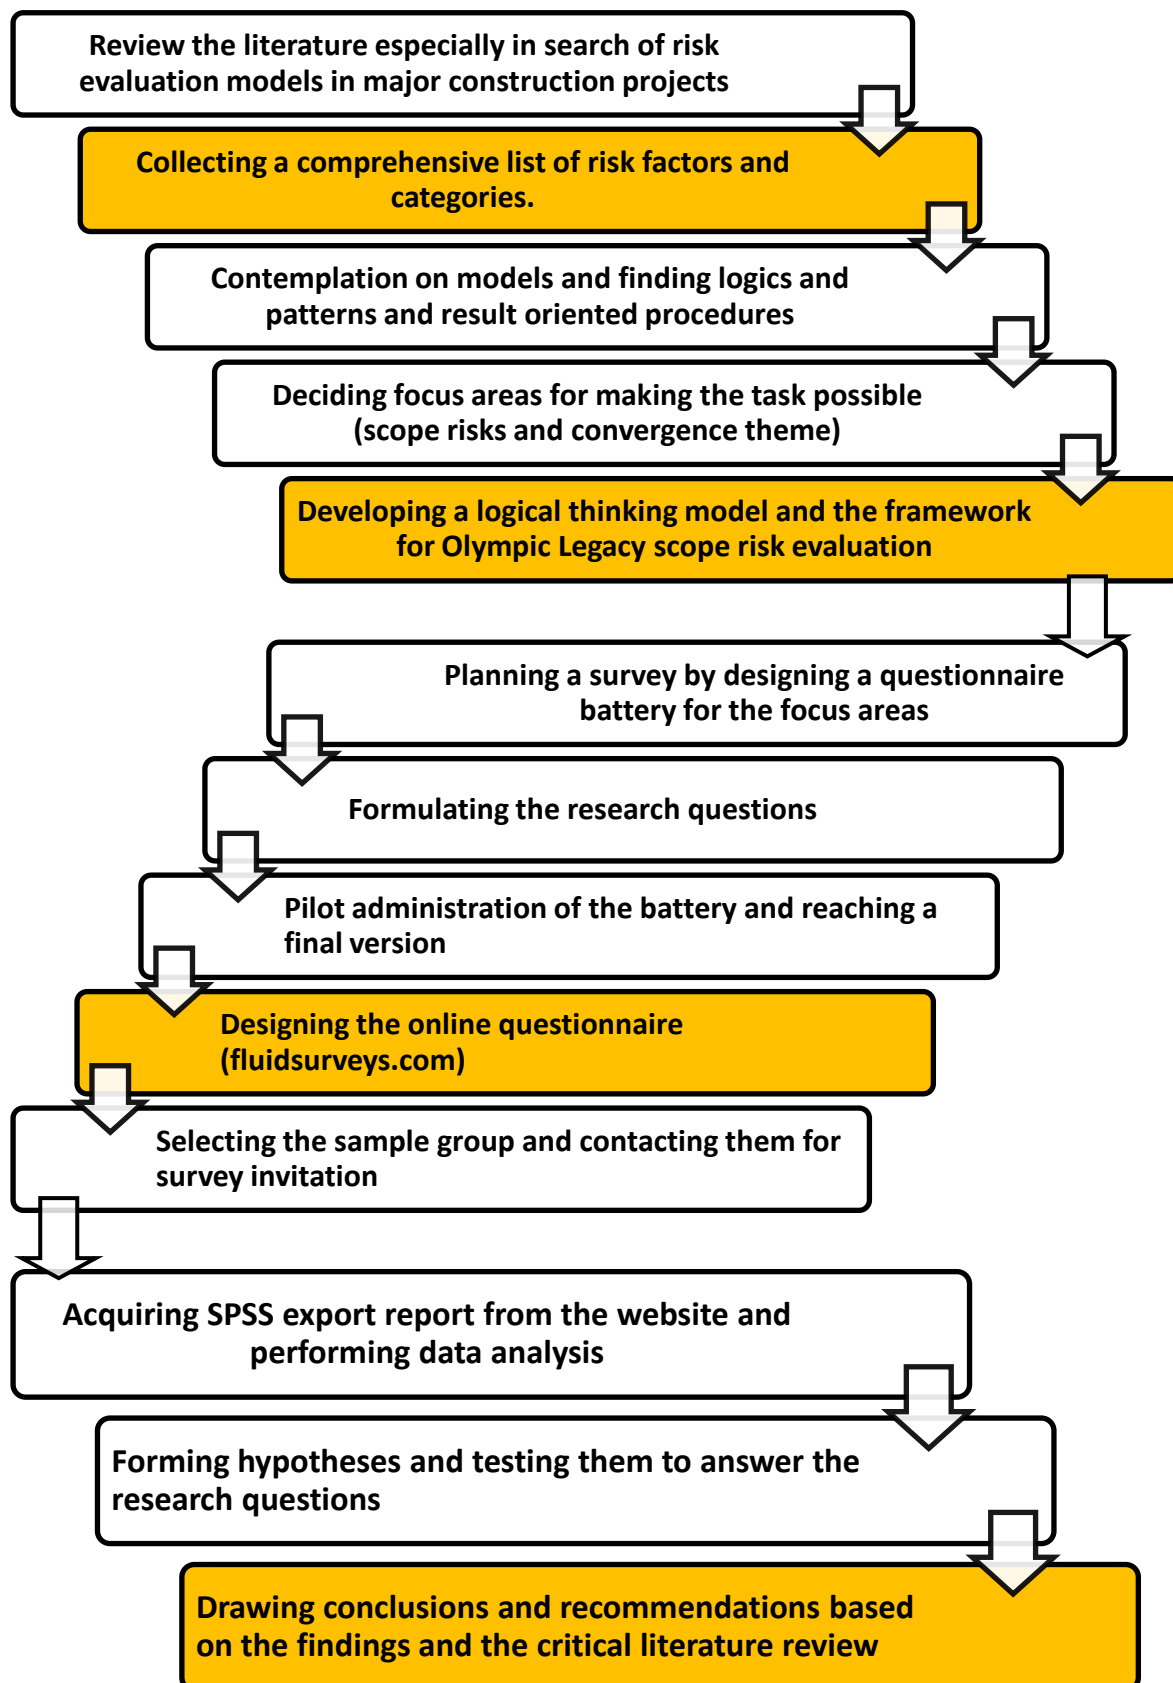 Review the literature especially in search of risk
evaluation models in major construction projects
Collecting a comprehensive list of risk factors and
categories.
Contemplation on models and finding logics and
patterns and result oriented procedures
Deciding focus areas for making the task possible
(scope risks and convergence theme)
Developing a logical thinking model and the framework
for Olympic Legacy scope risk evaluation
Planning a survey by designing a questionnaire
battery for the focus areas
Formulating the research questions
Pilot administration of the battery and reaching a
final version
Designing the online questionnaire
(fluidsurveys.com)
Selecting the sample group and contacting them for
survey invitation
Acquiring SPSS export report from the website and
performing data analysis
Forming hypotheses and testing them to answer the
research questions
Drawing conclusions and recommendations based
on the findings and the critical literature review